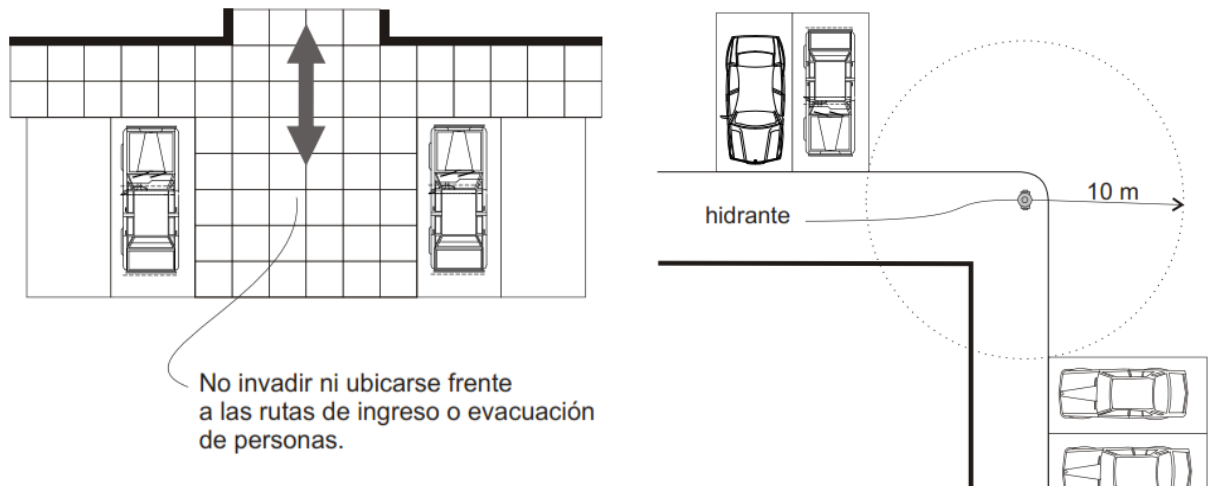 No invadir ni ubicarse frente
a las rutas de ingreso o evacuación
de personas.
hidrante
10 m